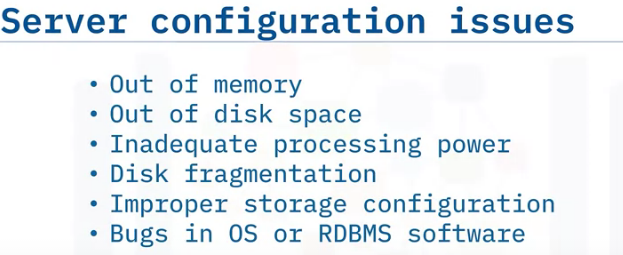 Server configuration issues
• Out of memory
• Out of disk space
• Inadequate processing power
• Disk fragmentation
• Improper storage configuration
• Bugs in OS or RDBMS software